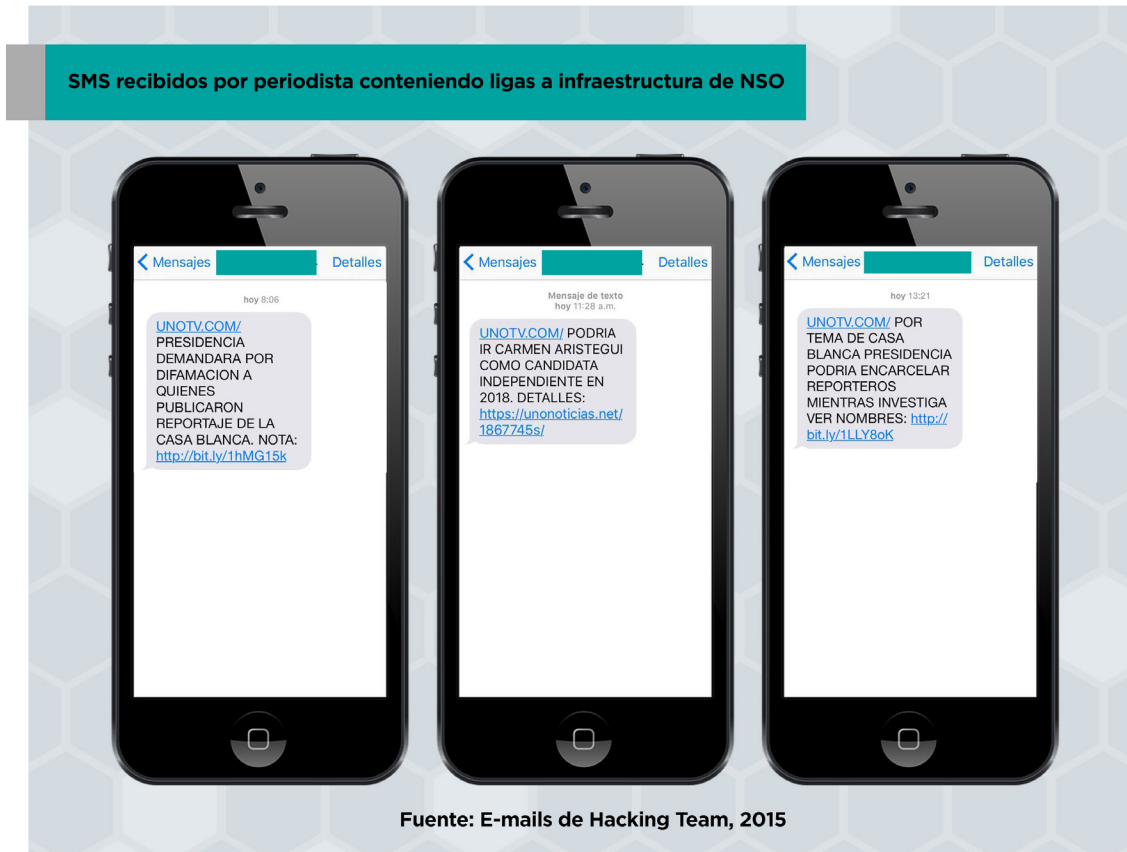 SMS recibidos por periodista conteniendo ligas a infraestructura de NSO
Mensajes
Detalles
hoy 8:06
UNOTV.COM/
PRESIDENCIA
DEMANDARA POR
DIFAMACION A
QUIENES
PUBLICARON
REPORTAJE DE LA
CASA BLANCA. NOTA:
http://bit.ly/1hMG15k
Mensajes
Detalles
Mensaje de texto
hoy 11:28 a.m.
UNOTV.COM/ PODRIA
IR CARMEN ARISTEGUI
COMO CANDIDATA
INDEPENDIENTE EN
2018. DETALLES:
https://unonoticias.net/
1867745s/
Mensajes
Detalles
hoy 13:21
UNOTV.COM/ POR
TEMA DE CASA
BLANCA PRESIDENCIA
PODRIA ENCARCELAR
REPORTEROS
MIENTRAS INVESTIGA
VER NOMBRES: http://
bit.ly/1LLY8oK
Fuente: E-mails de Hacking Team, 2015